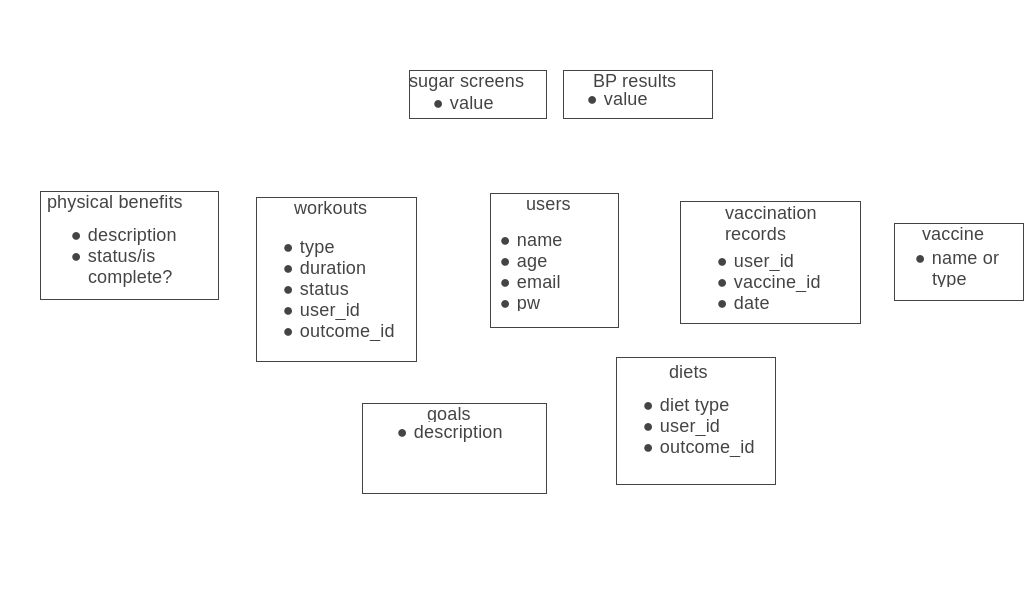 sugar screens
● value
BP results
● value
physical benefits
● description
● status/is
complete?
workouts
● type
● duration
● status
● user_id
● outcome_id
users
● name
● age
● email
● pw
vaccination
records
● user_id
● vaccine_id
● date
vaccine
● name or
type
goals
● description
diets
● diet type
● user_id
● outcome_id